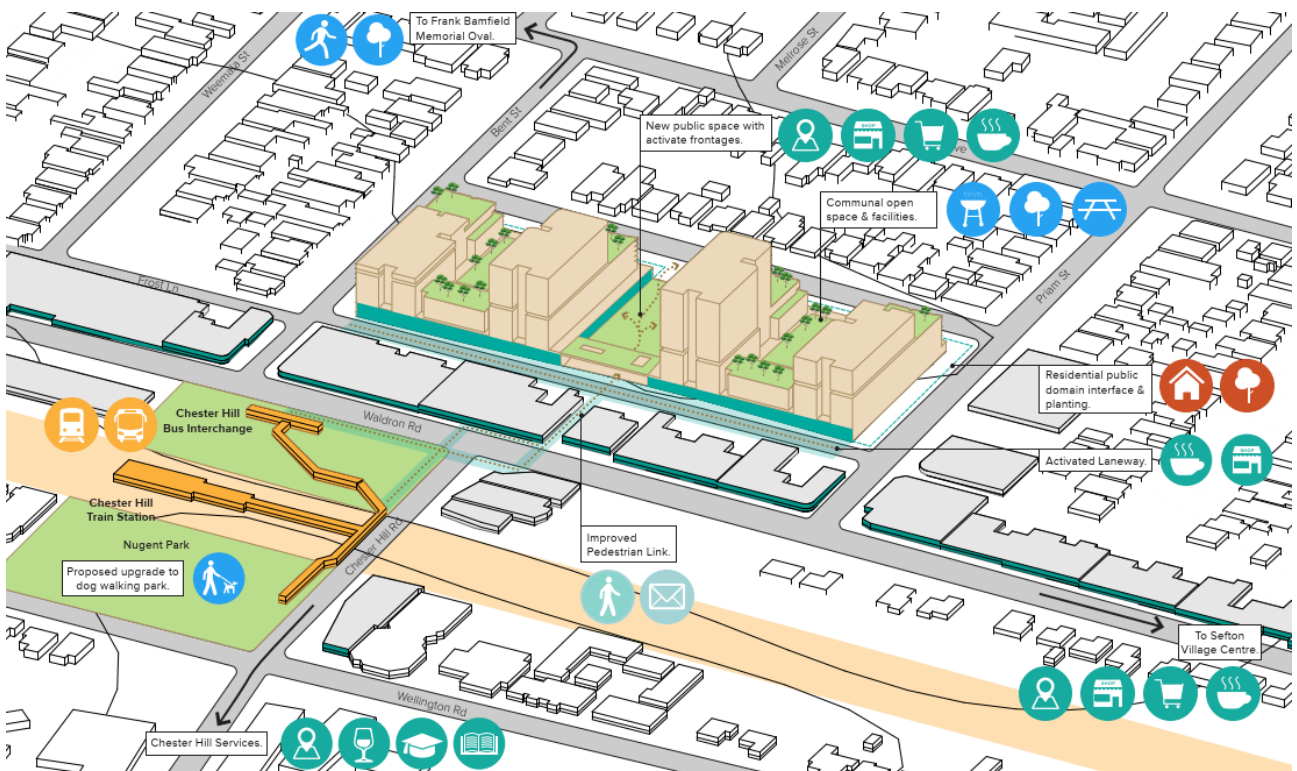 To Frank Bamfield
Memorial Oval.
Weemala St
Bent St
Melrose St
New public space with
activate frontages.
SHOP
ve
Communal open
space & facilities.
Priam St
Frost Ln
Residential public
domain interface &
planting.
Chester Hill
Bus Interchange
Waldron Rd
Activated Laneway.
SHOP
Chester Hill
Train Station
Nugent Park
Chester Hill Rd
Improved
Pedestrian Link.
Proposed upgrade to
dog walking park.
To Sefton
Village Centre.
SHOP
Wellington Rd
Chester Hill Services.